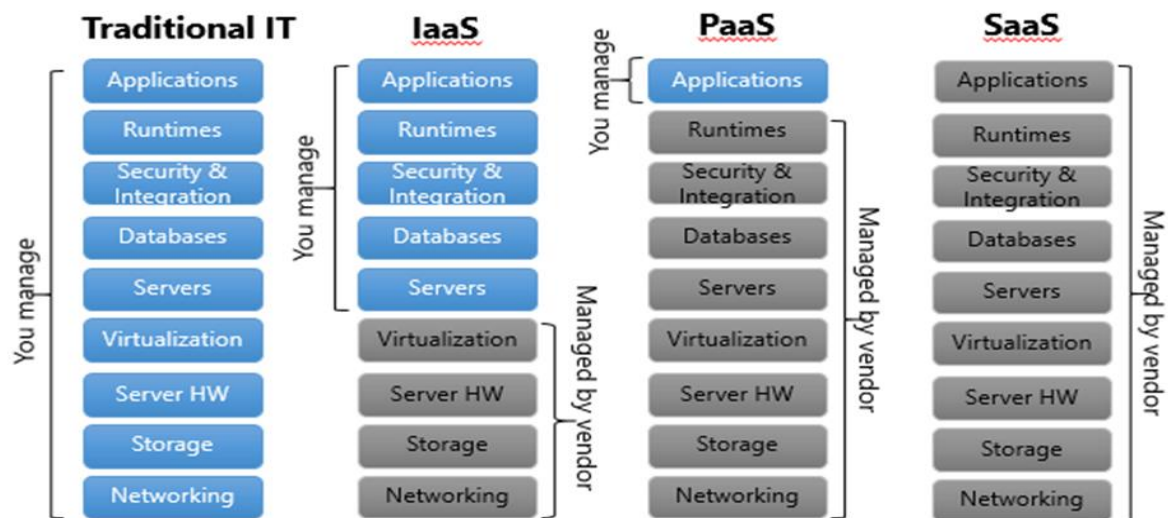 Traditional IT
You manage
Applications
Runtimes
Security &
Integration
Databases
Servers
Virtualization
Server HW
Storage
Networking
IaaS
You manage
Applications
Runtimes
Security &
Integration
Databases
Servers
Virtualization
Server HW
Storage
Networking
Managed by vendor
PaaS
You manage
Applications
Runtimes
Security &
Integration
Databases
Servers
Virtualization
Server HW
Storage
Networking
Managed by vendor
SaaS
Applications
Runtimes
Security &
Integration
Databases
Servers
Virtualization
Server HW
Storage
Networking
Managed by vendor